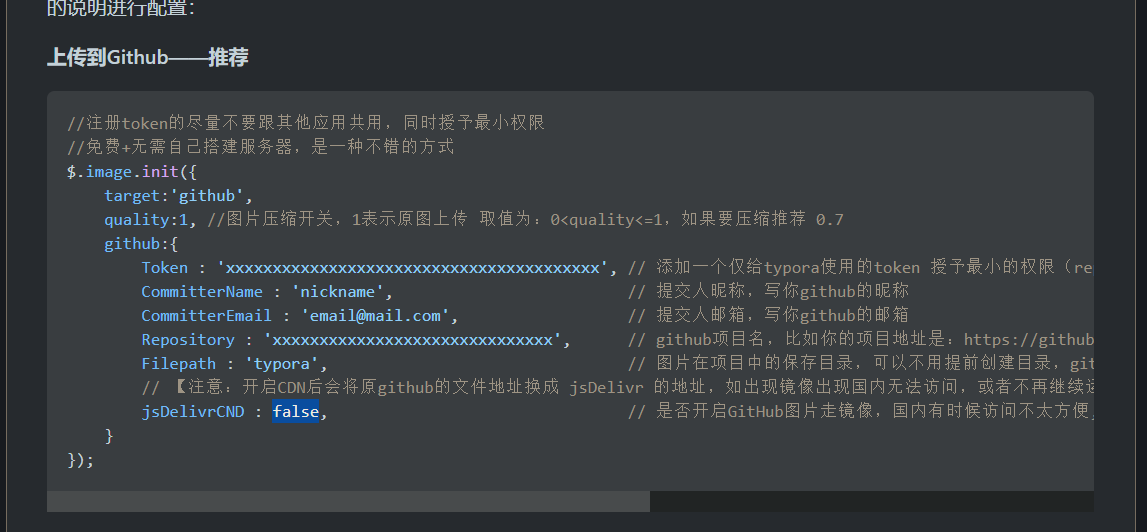 的说明进行配置：
上传到Github——推荐
//注册token的尽量不要跟其他应用共用，同时授予最小权限
//免费+无需自己搭建服务器，是一种不错的方式
$.image.init({
target:'github',
quality:1, //图片压缩开关，1表示原图上传 取值为：0<quality<=1，如果要压缩推荐 0.7
github:{
Token : 'xxxxxxxxxxxxxxxxxxxxxxxxxxxxxxxxxxxxxxxx', // 添加一个仅给typora使用的token 授予最小的权限（re
CommitterName : 'nickname', // 提交人昵称，写你github的昵称
CommitterEmail : 'email@mail.com', // 提交人邮箱，写你github的邮箱
Repository : 'xxxxxxxxxxxxxxxxxxxxxxxxxxxxxx', // github项目名，比如你的项目地址是：https://github
Filepath : 'typora', // 图片在项目中的保存目录，可以不用提前创建目录，git
// 【注意：开启CDN后会将原github的文件地址换成 jsDelivr 的地址，如出现镜像出现国内无法访问，或者不再继续
jsDelivrCND : false, // 是否开启GitHub图片走镜像，国内有时候访问不太方便
}
});